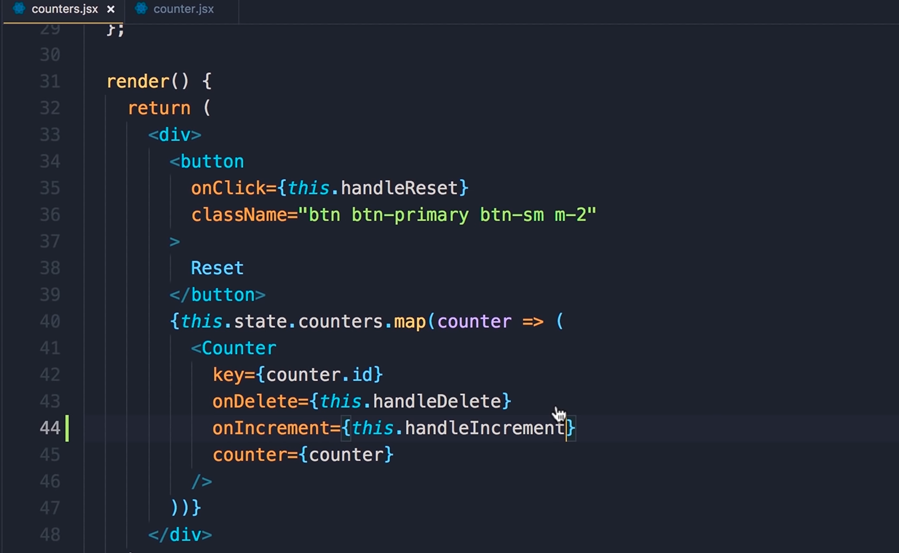 counters.jsx × counter.jsx
29 };
30
31 render() {
32 return (
33 <div>
34 <button
35 onClick={this.handleReset}
36 className="btn btn-primary btn-sm m-2"
37 >
38 Reset
39 </button>
40 {this.state.counters.map(counter => (
41 <Counter
42 key={counter.id}
43 onDelete={this.handleDelete}
44 onIncrement={this.handleIncrement}
45 counter={counter}
46 />
47 ))}
48 </div>